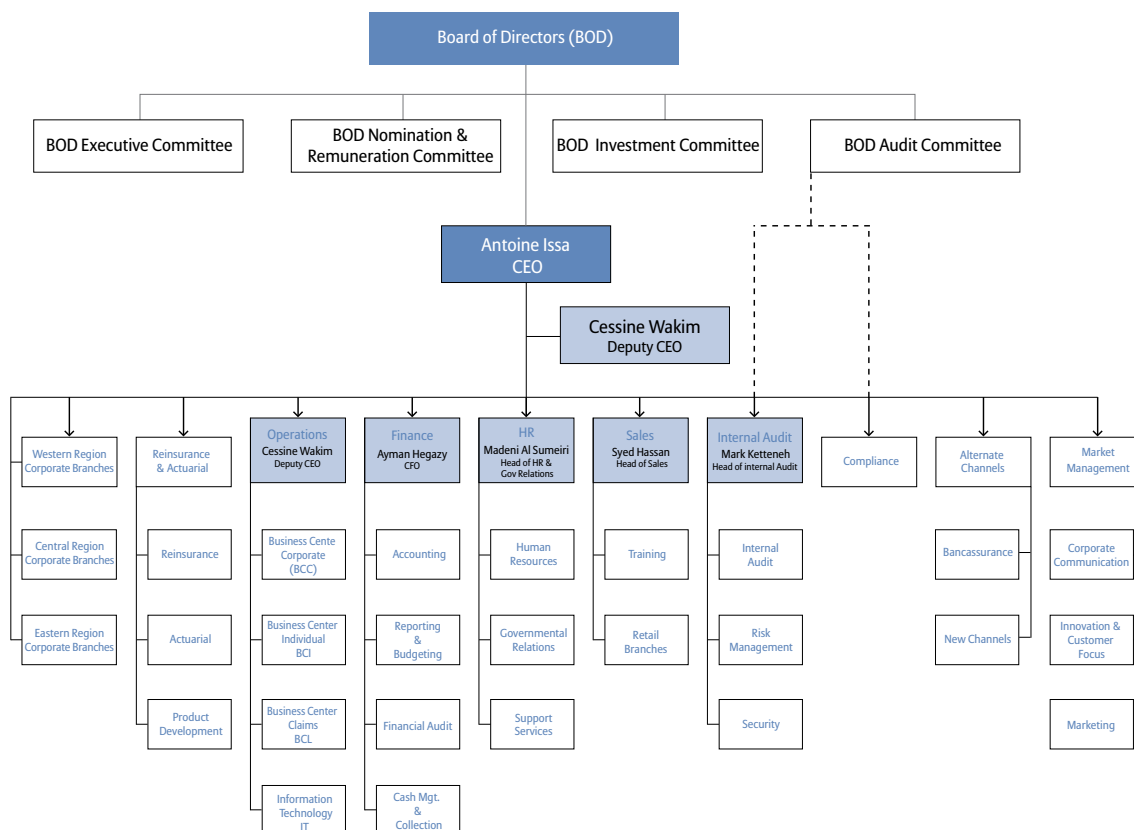 Board of Directors (BOD)
BOD Executive Committee
BOD Nomination &
Remuneration Committee
BOD Investment Committee
BOD Audit Committee
Antoine Issa
CEO
Cessine Wakim
Deputy CEO
Western Region
Corporate Branches
Reinsurance
& Actuarial
Operations
Cessine Wakim
Deputy CEO
Finance
Ayman Hegazy
CFO
HR
Madeni Al Sumeiri
Head of HR &
Gov Relations
Sales
Syed Hassan
Head of Sales
Internal Audit
Mark Ketteneh
Head of internal Audit
Compliance
Alternate
Channels
Market
Management
Central Region
Corporate Branches
Reinsurance
Business Cente
Corporate
(BCC)
Accounting
Human
Resources
Training
Internal
Audit
Bancassurance
Corporate
Communication
Eastern Region
Corporate Branches
Actuarial
Business Center
Individual
BCI
Reporting
&
Budgeting
Governmental
Relations
Retail
Branches
Risk
Management
New Channels
Innovation &
Customer
Focus
Product
Development
Business Center
Claims
BCL
Financial Audit
Support
Services
Security
Marketing
Information
Technology
IT
Cash Mgt.
&
Collection